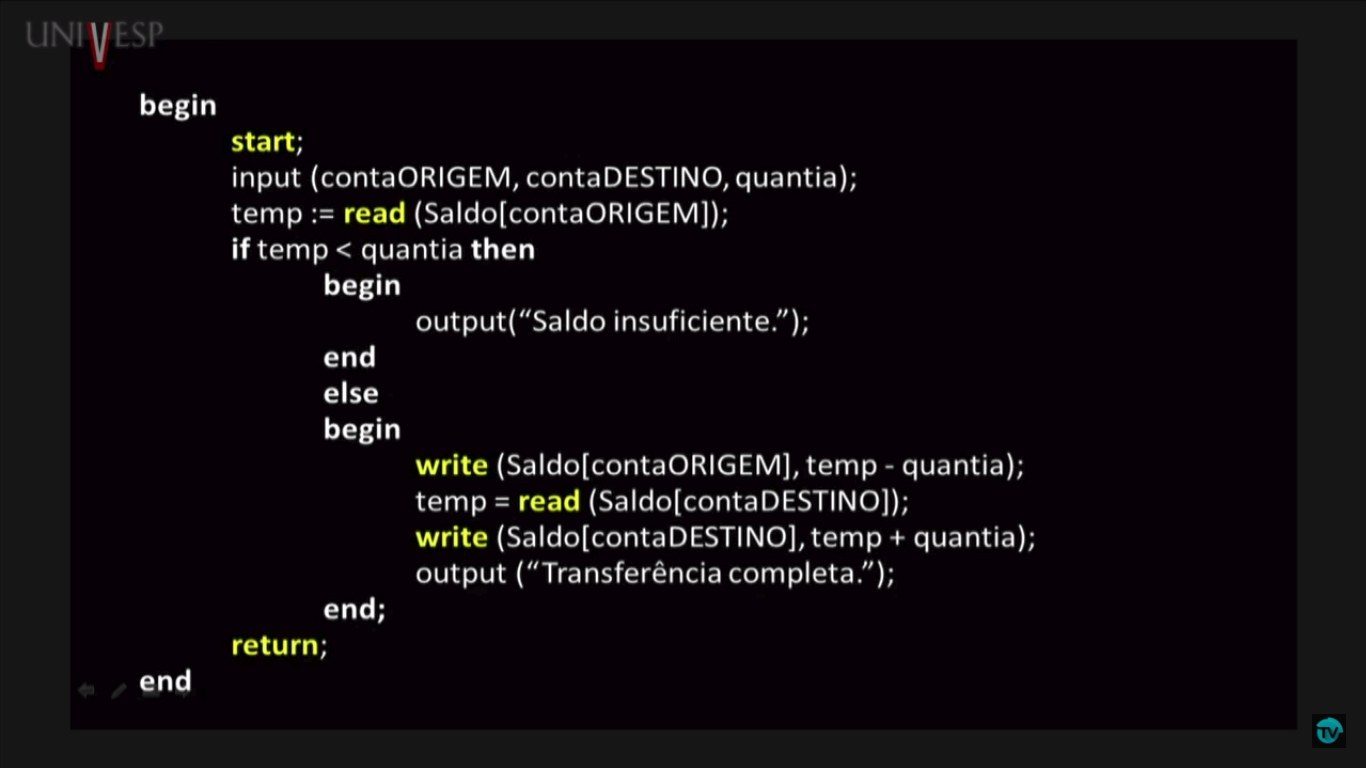 UNIVESP
begin
start;
input (contaORIGEM, contaDESTINO, quantia);
temp := read (Saldo[contaORIGEM]);
if temp < quantia then
begin
output(“Saldo insuficiente.”);
end
else
begin
write (Saldo[contaORIGEM], temp - quantia);
temp = read (Saldo[contaDESTINO]);
write (Saldo[contaDESTINO], temp + quantia);
output (“Transferência completa.”);
end;
return;
end
TV